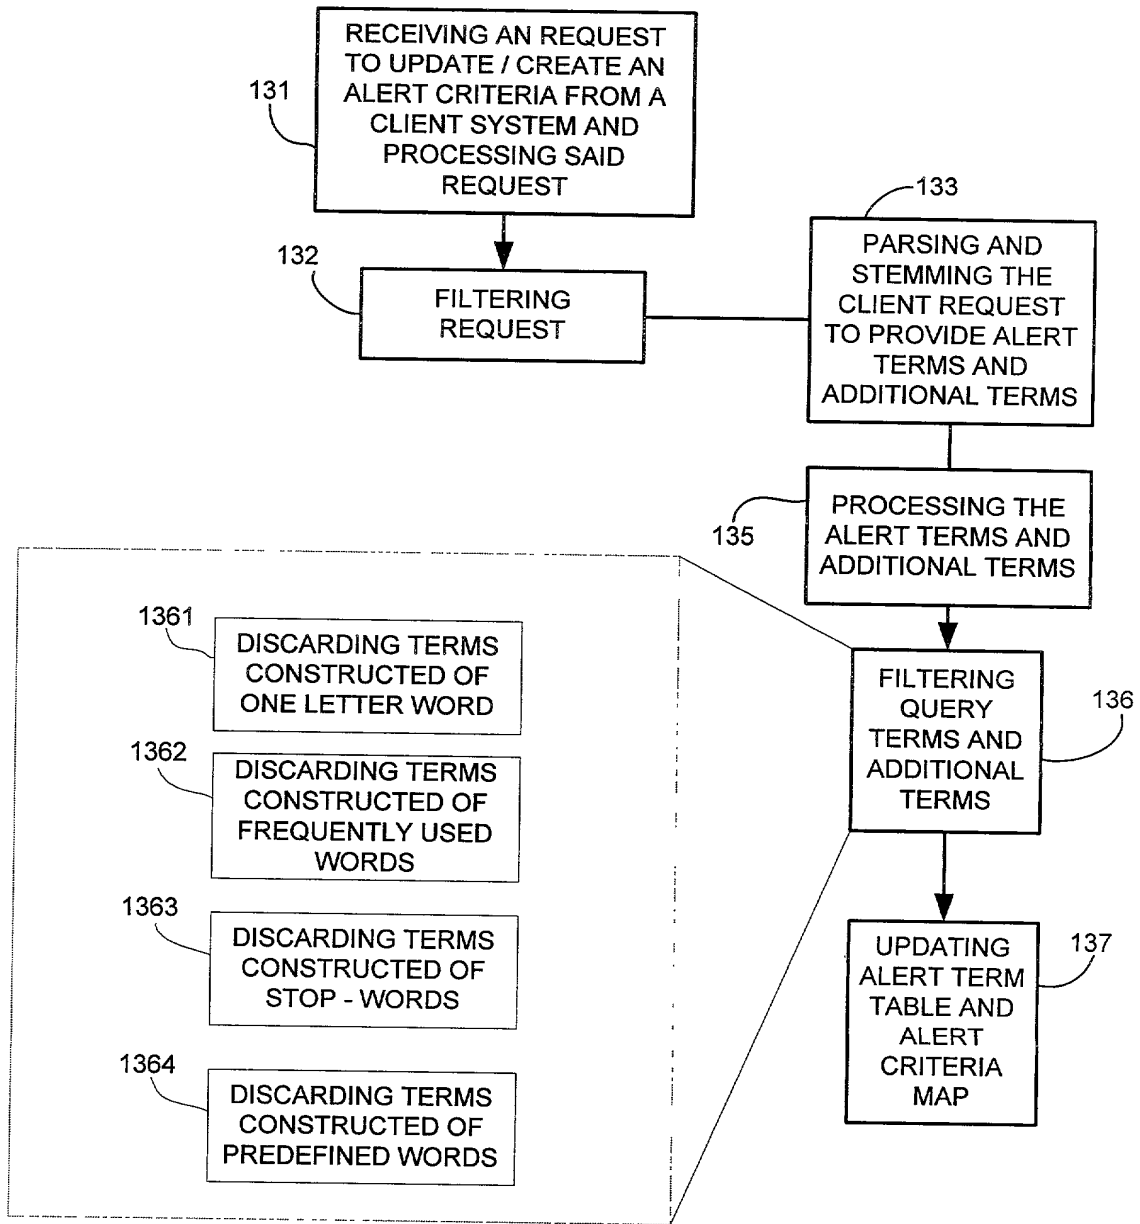 RECEIVING AN REQUEST
TO UPDATE / CREATE AN
ALERT CRITERIA FROM A
CLIENT SYSTEM AND
PROCESSING SAID
REQUEST
131
132
FILTERING
REQUEST
133
PARSING AND
STEMMING THE
CLIENT REQUEST
TO PROVIDE ALERT
TERMS AND
ADDITIONAL TERMS
135
PROCESSING THE
ALERT TERMS AND
ADDITIONAL TERMS
136
FILTERING
QUERY
TERMS AND
ADDITIONAL
TERMS
1361
DISCARDING TERMS
CONSTRUCTED OF
ONE LETTER WORD
1362
DISCARDING TERMS
CONSTRUCTED OF
FREQUENTLY USED
WORDS
1363
DISCARDING TERMS
CONSTRUCTED OF
STOP - WORDS
1364
DISCARDING TERMS
CONSTRUCTED OF
PREDEFINED WORDS
137
UPDATING
ALERT TERM
TABLE AND
ALERT
CRITERIA
MAP